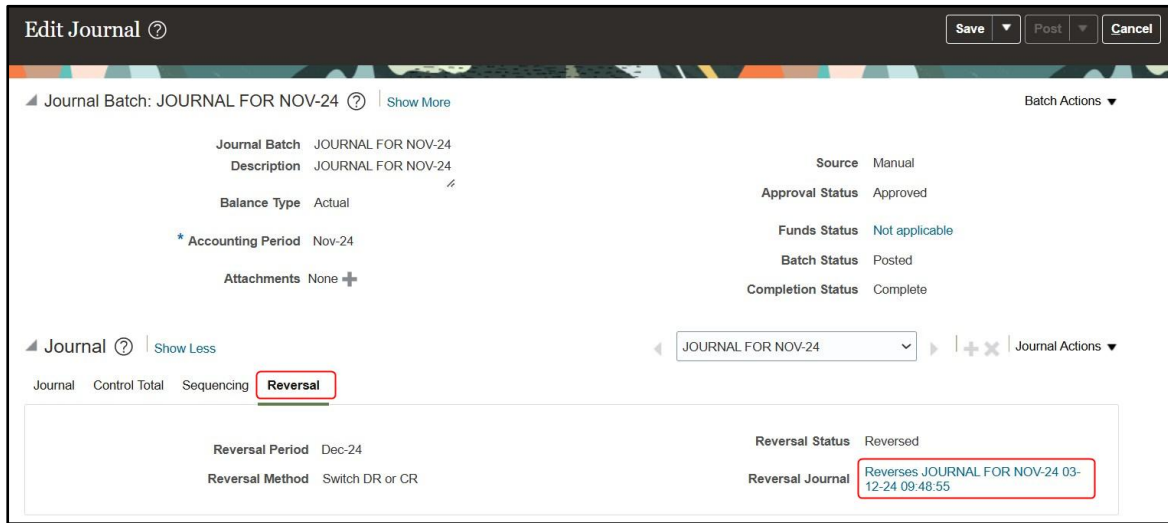 Edit Journal ?
Save Post Cancel
Journal Batch: JOURNAL FOR NOV-24 ? Show More
Batch Actions
Journal Batch JOURNAL FOR NOV-24
Description JOURNAL FOR NOV-24
Balance Type Actual
* Accounting Period Nov-24
Attachments None
Source Manual
Approval Status Approved
Funds Status Not applicable
Batch Status Posted
Completion Status Complete
Journal ? Show Less
JOURNAL FOR NOV-24
Journal Actions
Journal Control Total Sequencing Reversal
Reversal Period Dec-24
Reversal Method Switch DR or CR
Reversal Status Reversed
Reversal Journal Reverses JOURNAL FOR NOV-24 03-
12-24 09:48:55